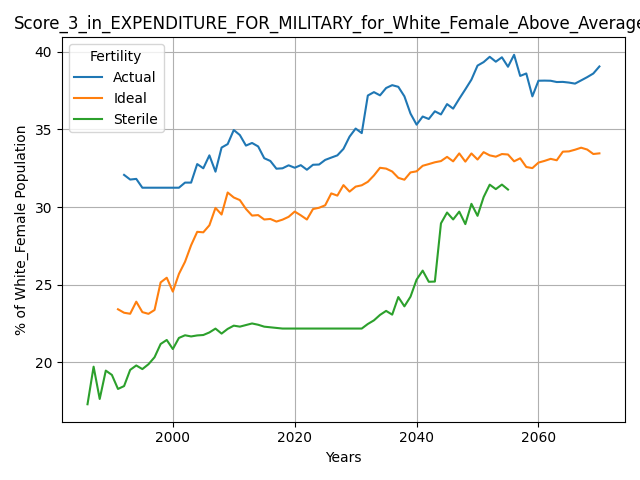 Score_3_in_EXPENDITURE_FOR_MILITARY_for_White_Female_Above_Average
Fertility
Actual
Ideal
Sterile
% of White_Female Population
40
35
30
25
20
2000 2020 2040 2060
Years